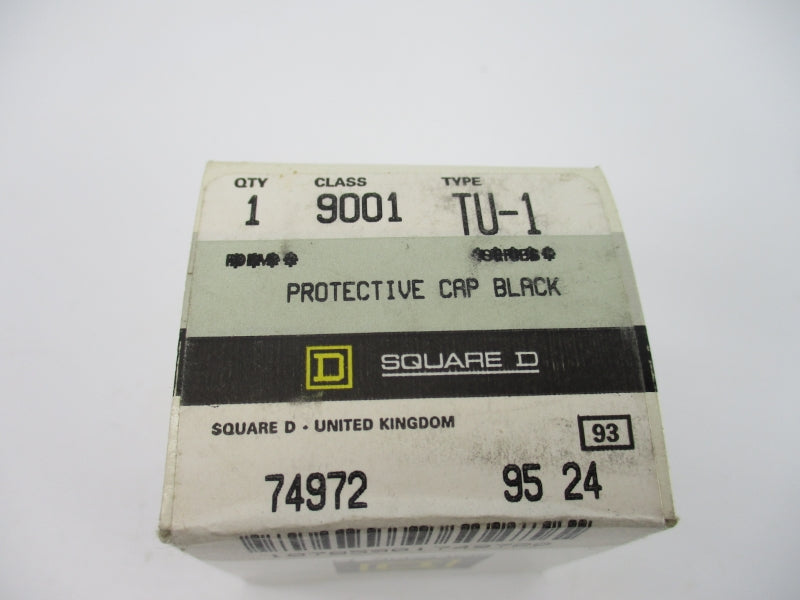 QTY CLASS TYPE
1 9001 TU-1
PROTECTIVE CAP BLACK
D SQUARE D
SQUARE D • UNITED KINGDOM
93
74972 95 24